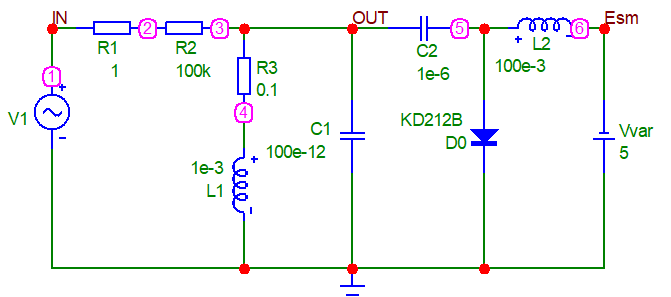 IN
OUT
Esm
1
2
3
4
5
6
R1
1
R2
100k
R3
0.1
C2
1e-6
L2
100e-3
V1
KD212B
D0
C1
100e-12
1e-3
L1
Vvar
5